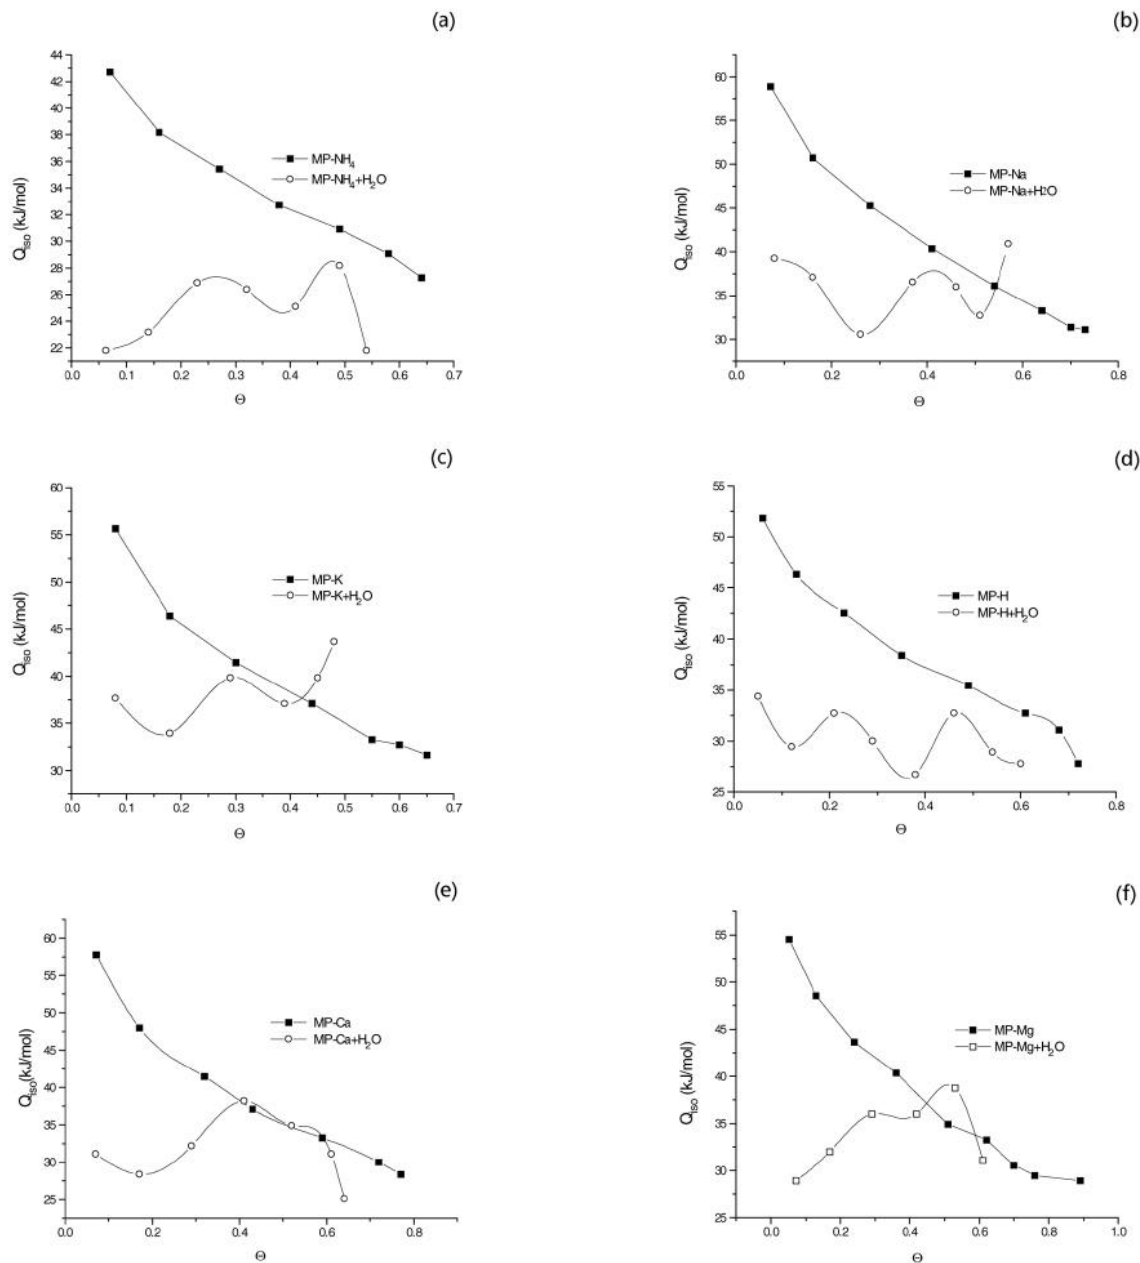 (a)
44
42
40
38
36
34
32
30
28
26
24
22
Q_iso (kJ/mol)
MP-NH₄
MP-NH₄+H₂O
0.0 0.1 0.2 0.3 0.4 0.5 0.6 0.7
Θ
(b)
60
55
50
45
40
35
30
Q_iso (kJ/mol)
MP-Na
MP-Na+H2O
0.0 0.2 0.4 0.6 0.8
Θ
(c)
60
55
50
45
40
35
30
Q_iso (kJ/mol)
MP-K
MP-K+H₂O
0.0 0.1 0.2 0.3 0.4 0.5 0.6 0.7
Θ
(d)
55
50
45
40
35
30
25
Q_iso (kJ/mol)
MP-H
MP-H+H₂O
0.0 0.2 0.4 0.6 0.8
Θ
(e)
60
55
50
45
40
35
30
25
Q_iso(kJ/mol)
MP-Ca
MP-Ca+H₂O
0.0 0.2 0.4 0.6 0.8
Θ
(f)
55
50
45
40
35
30
25
Q_iso (kJ/mol)
MP-Mg
MP-Mg+H₂O
0.0 0.2 0.4 0.6 0.8 1.0
Θ